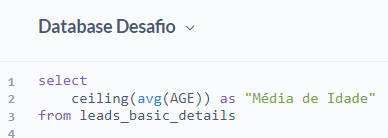 Database Desafio
1 select
2 ceiling(avg(AGE)) as "Média de Idade"
3 from leads_basic_details
4